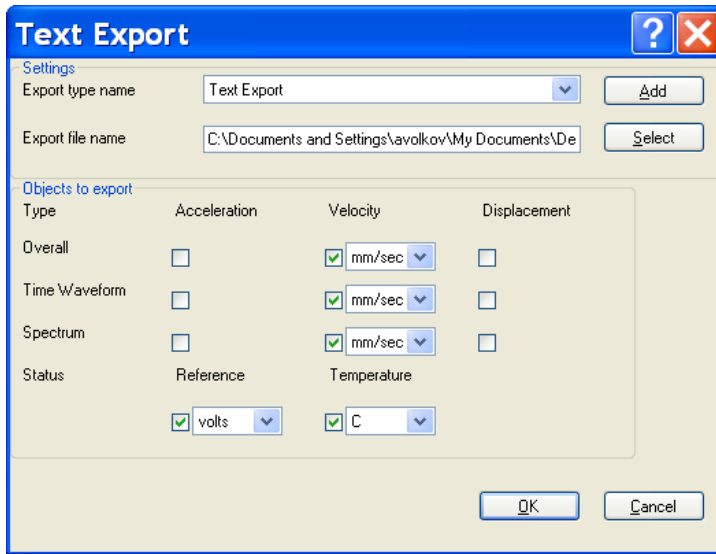 Text Export
Settings
Export type name Text Export Add
Export file name C:\Documents and Settings\avolkov\My Documents\De Select
Objects to export
Type Acceleration Velocity Displacement
Overall mm/sec
Time Waveform mm/sec
Spectrum mm/sec
Status Reference Temperature
volts C
OK Cancel